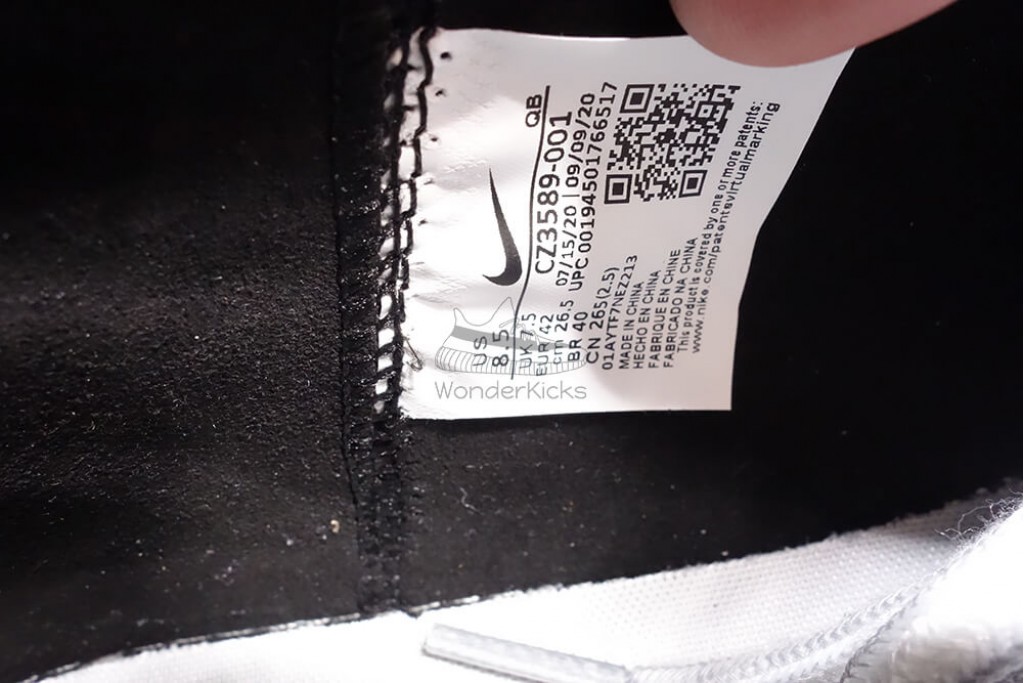 QB
US
8.5
UK 7.5
EUR 42
cm 26.5
BR 40
CN 265(2.5)
CZ3589-001
07/15/20 | 09/09/20
UPC 00194501766517
01AYTF7NEZ213
MADE IN CHINA
HECHO EN CHINA
FABRIQUE EN CHINE
FABRICADO NA CHINA
This product is covered by one or more patents:
www.nike.com/patentsvirtualmarking
WonderKicks